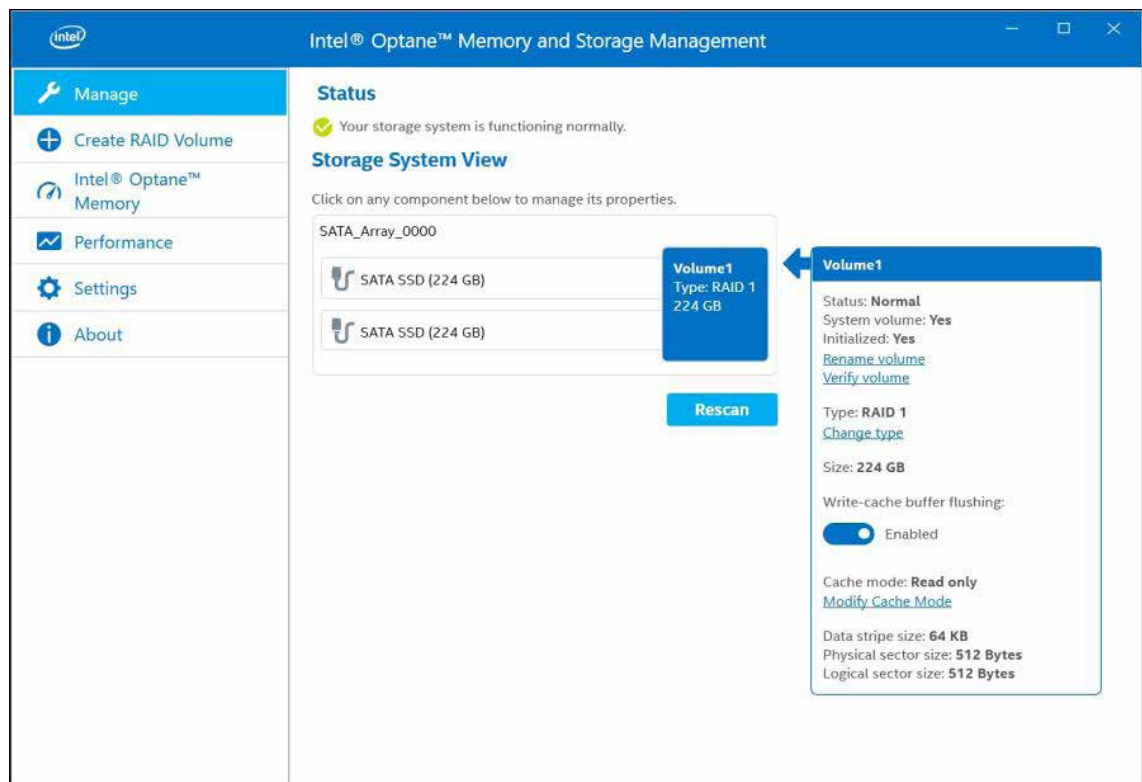 intel
Intel® Optane™ Memory and Storage Management
Manage
Create RAID Volume
Intel® Optane™
Memory
Performance
Settings
About
Status
Your storage system is functioning normally.
Storage System View
Click on any component below to manage its properties.
SATA_Array_0000
SATA SSD (224 GB)
SATA SSD (224 GB)
Volume1
Type: RAID 1
224 GB
Rescan
Volume1
Status: Normal
System volume: Yes
Initialized: Yes
Rename volume
Verify volume
Type: RAID 1
Change type
Size: 224 GB
Write-cache buffer flushing:
Enabled
Cache mode: Read only
Modify Cache Mode
Data stripe size: 64 KB
Physical sector size: 512 Bytes
Logical sector size: 512 Bytes